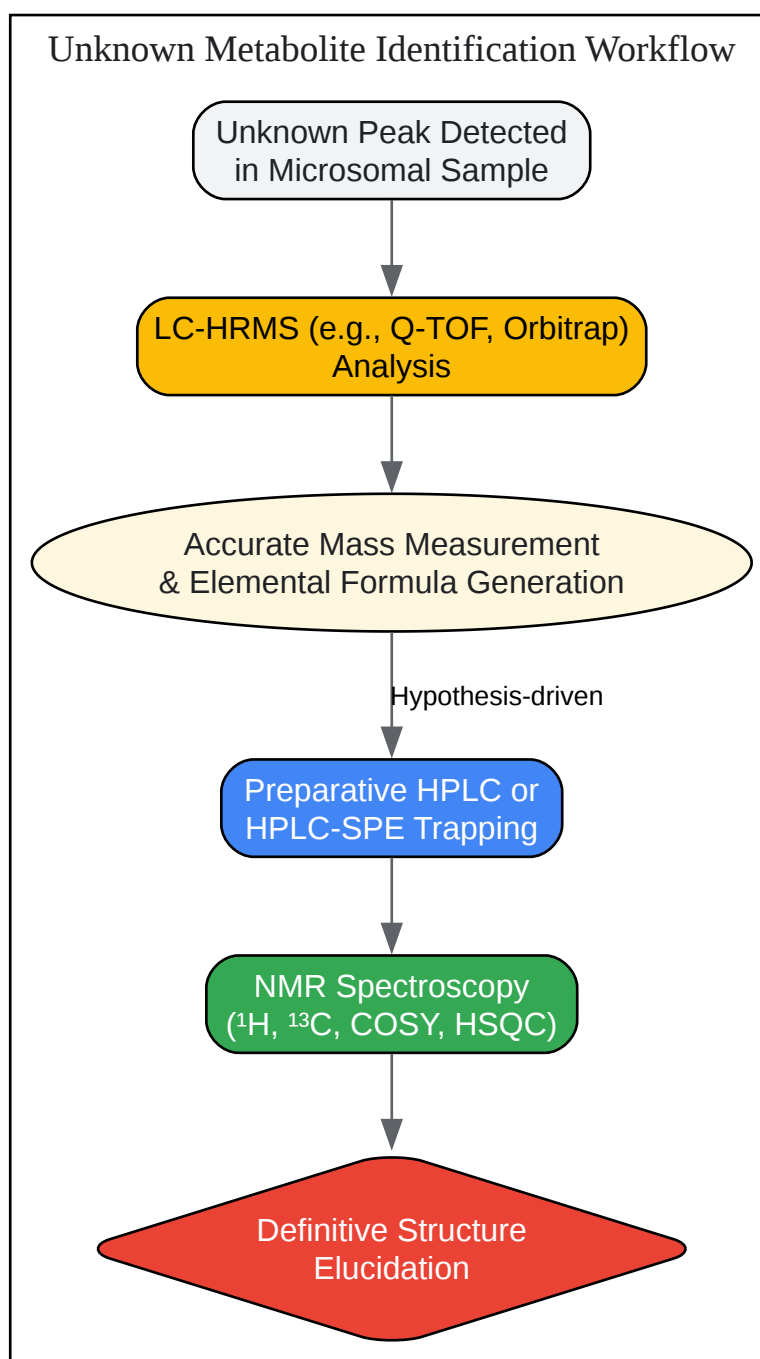 Unknown Metabolite Identification Workflow
Unknown Peak Detected
in Microsomal Sample
LC-HRMS (e.g., Q-TOF, Orbitrap)
Analysis
Accurate Mass Measurement
& Elemental Formula Generation
Hypothesis-driven
Preparative HPLC or
HPLC-SPE Trapping
NMR Spectroscopy
(¹H, ¹³C, COSY, HSQC)
Definitive Structure
Elucidation